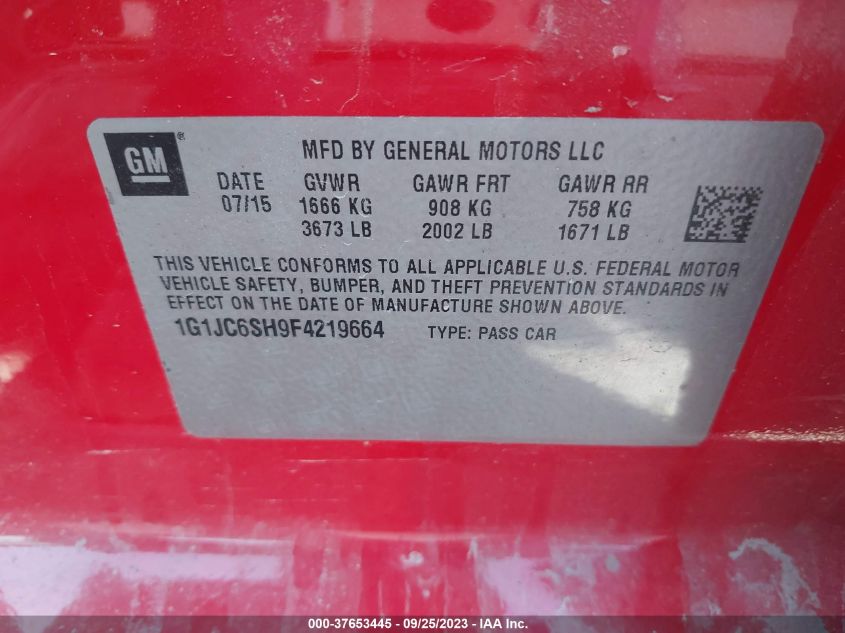 GM®
MFD BY GENERAL MOTORS LLC
DATE GVWR GAWR FRT GAWR RR
07/15 1666 KG 908 KG 758 KG
3673 LB 2002 LB 1671 LB
THIS VEHICLE CONFORMS TO ALL APPLICABLE U.S. FEDERAL MOTOR
VEHICLE SAFETY, BUMPER, AND THEFT PREVENTION STANDARDS IN
EFFECT ON THE DATE OF MANUFACTURE SHOWN ABOVE.
1G1JC6SH9F4219664 TYPE: PASS CAR
000-37653445 - 09/25/2023 - IAA Inc.